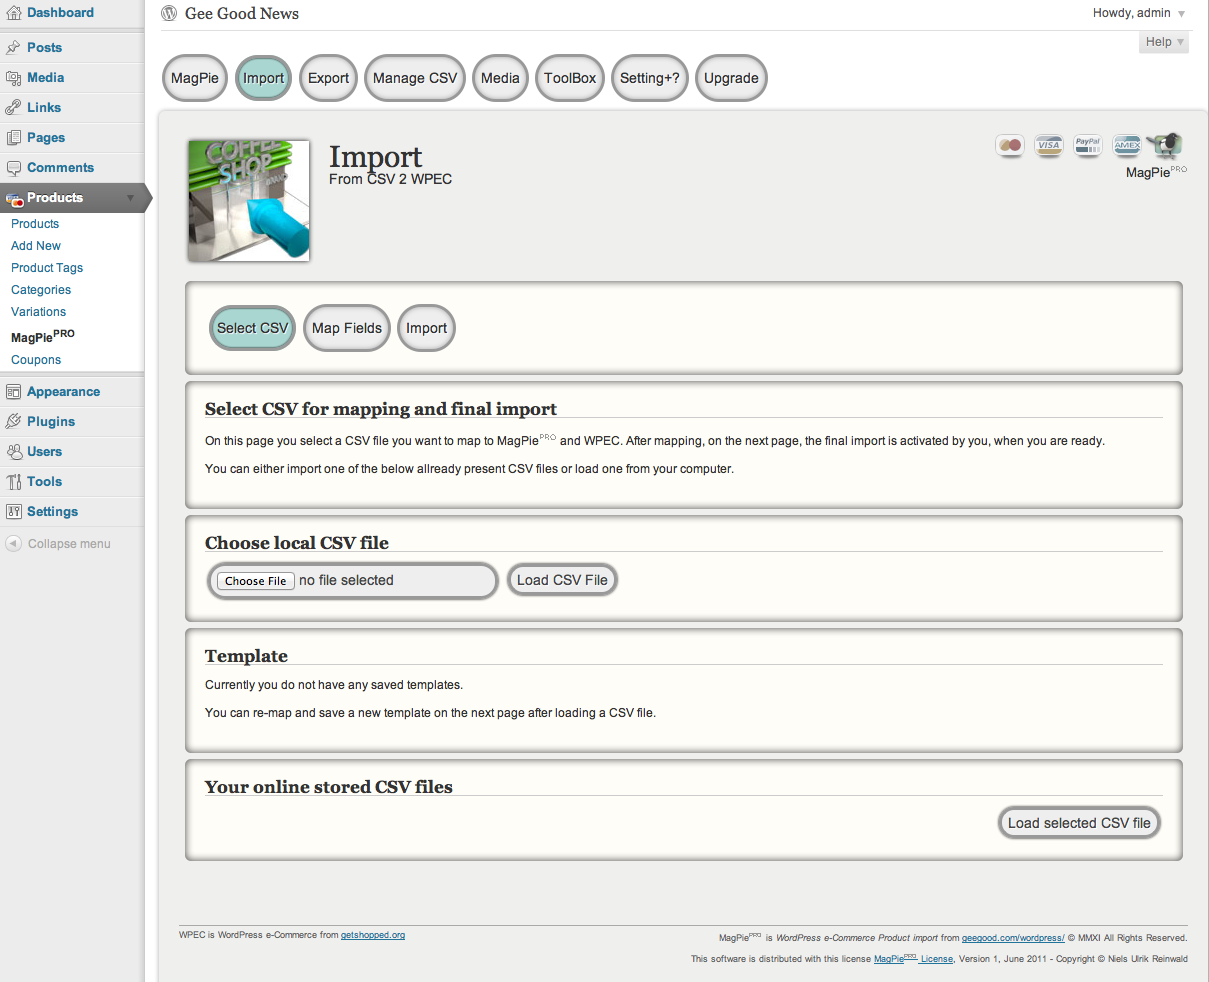 Dashboard
Posts
Media
Links
Pages
Comments
Products
Products
Add New
Product Tags
Categories
Variations
MagPiePRO
Coupons
Appearance
Plugins
Users
Tools
Settings
Collapse menu
Gee Good News
Howdy, admin
Help
MagPie
Import
Export
Manage CSV
Media
ToolBox
Setting+?
Upgrade
COFFEE
SHOP
Import
From CSV 2 WPEC
VISA
PayPal
AMEX
MagPiePRO
Select CSV
Map Fields
Import
Select CSV for mapping and final import
On this page you select a CSV file you want to map to MagPiePRO and WPEC. After mapping, on the next page, the final import is activated by you, when you are ready.
You can either import one of the below allready present CSV files or load one from your computer.
Choose local CSV file
Choose File no file selected
Load CSV File
Template
Currently you do not have any saved templates.
You can re-map and save a new template on the next page after loading a CSV file.
Your online stored CSV files
Load selected CSV file
WPEC is WordPress e-Commerce from getshopped.org
MagPiePRO is WordPress e-Commerce Product import from geegood.com/wordpress/ © MMXI All Rights Reserved.
This software is distributed with this license MagPiePRO License, Version 1, June 2011 - Copyright © Niels Ulrik Reinwald